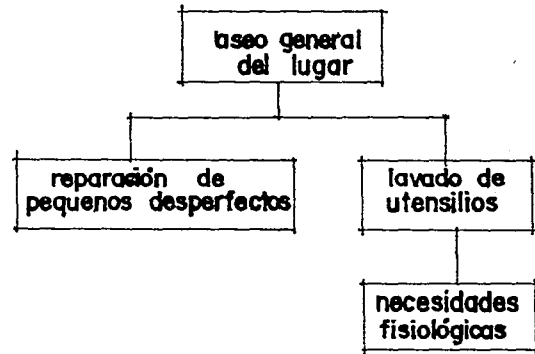 aseo general
del lugar
reparación de
pequenos desperfectos
lavado de
utensilios
necesidades
fisiológicas